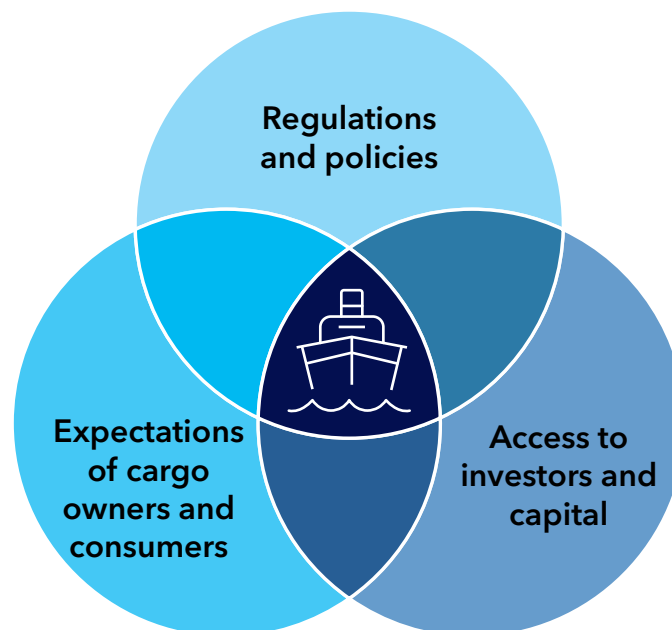 Regulations
and policies
Expectations
of cargo
owners and
consumers
Access to
investors and
capital